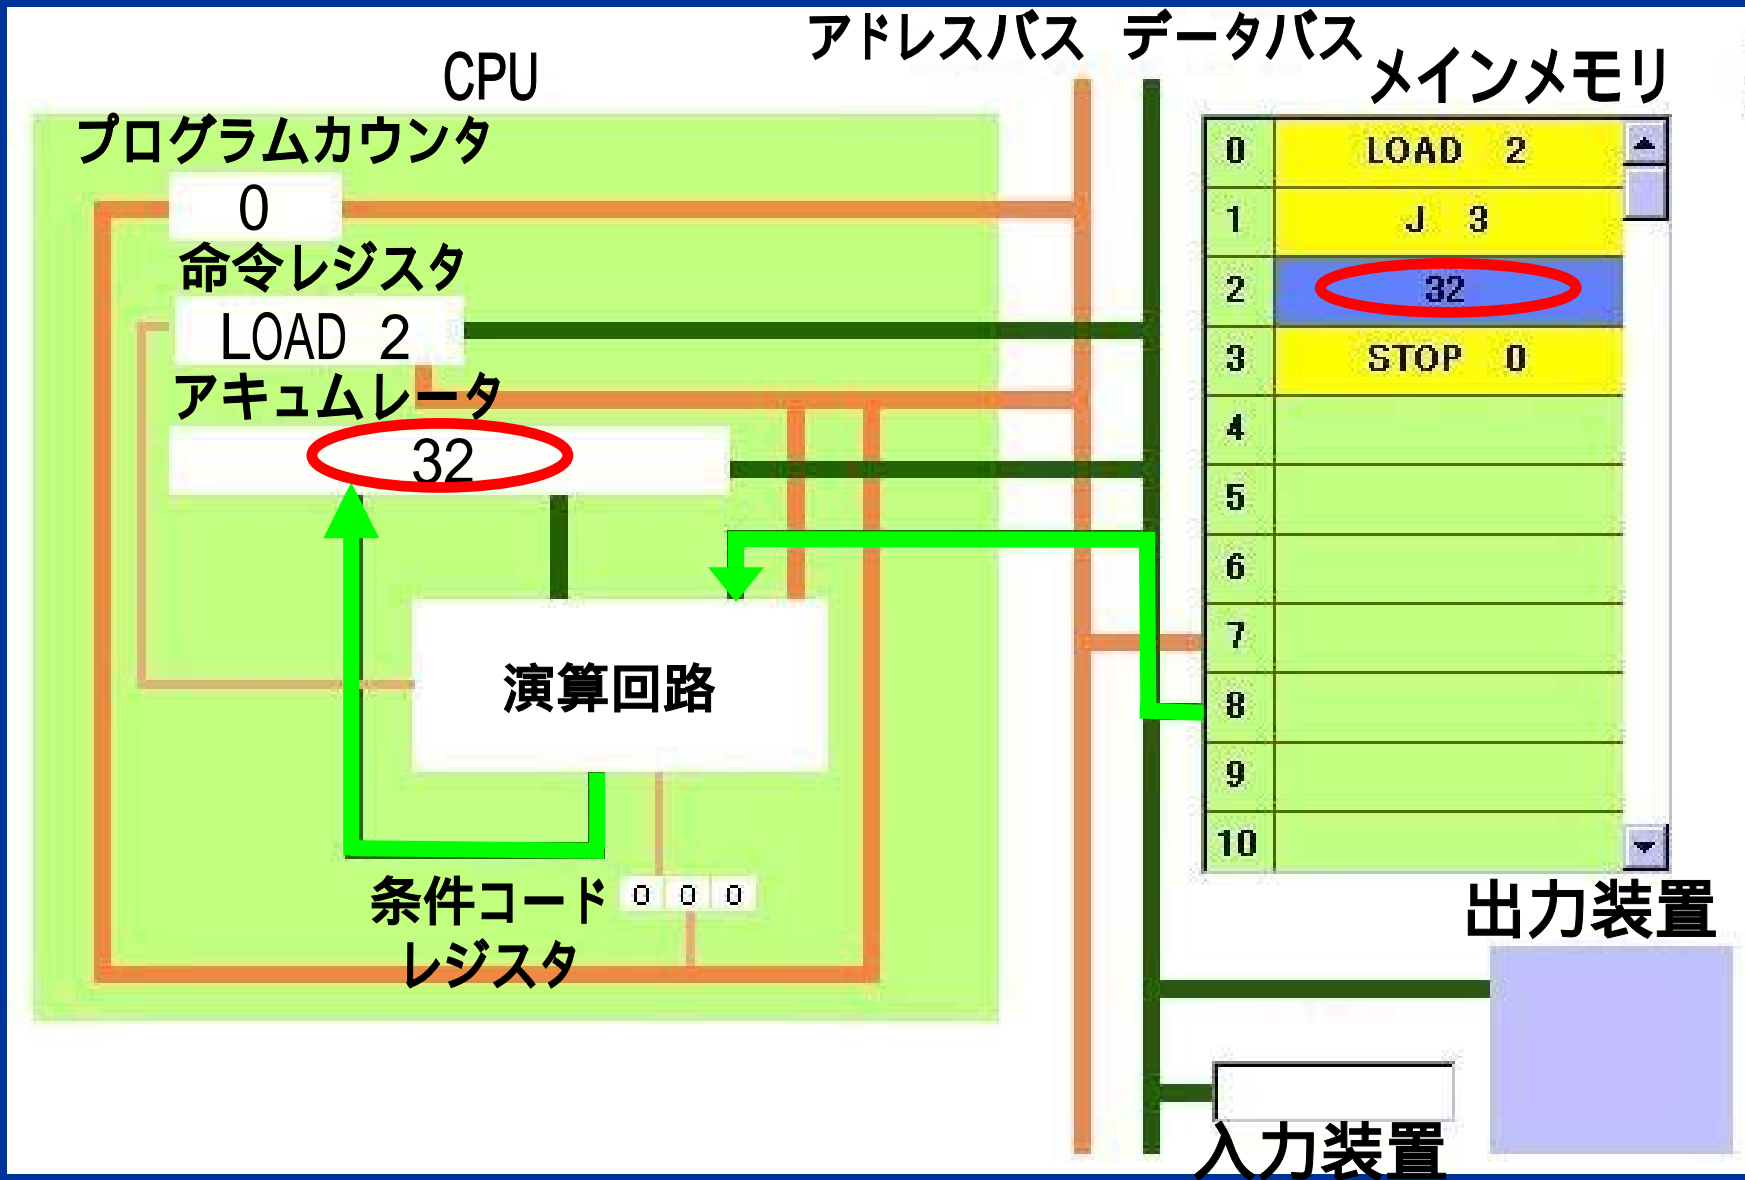 アドレスバス データバス
CPU
メインメモリ
プログラムカウンタ
0
命令レジスタ
LOAD 2
アキュムレータ
32
演算回路
条件コード 0 0 0
レジスタ
0 LOAD 2
1 J 3
2 32
3 STOP 0
4
5
6
7
8
9
10
出力装置
入力装置